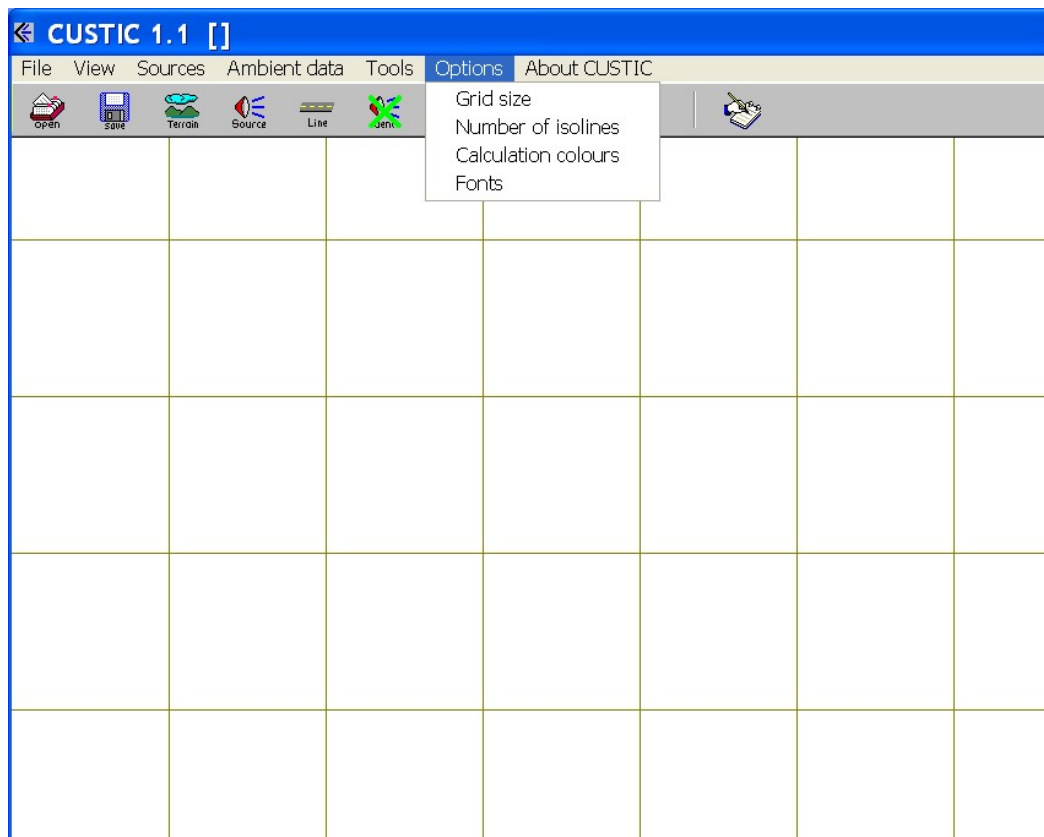 CUSTIC 1.1 []
File View Sources Ambient data Tools Options About CUSTIC
open save Terrain Source Line
Grid size
Number of isolines
Calculation colours
Fonts